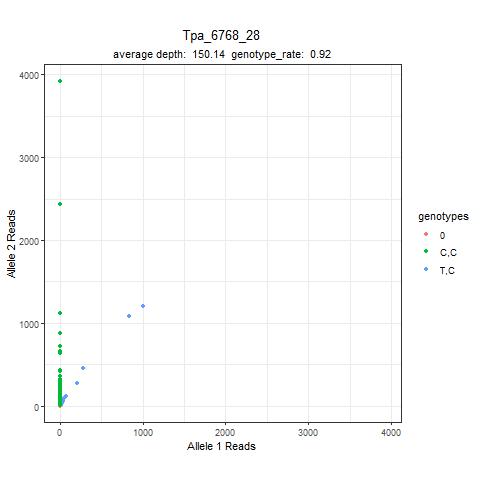 Tpa_6768_28
average depth: 150.14 genotype_rate: 0.92
4000
3000
2000
1000
0
Allele 2 Reads
0 1000 2000 3000 4000
Allele 1 Reads
genotypes
0
C,C
T,C